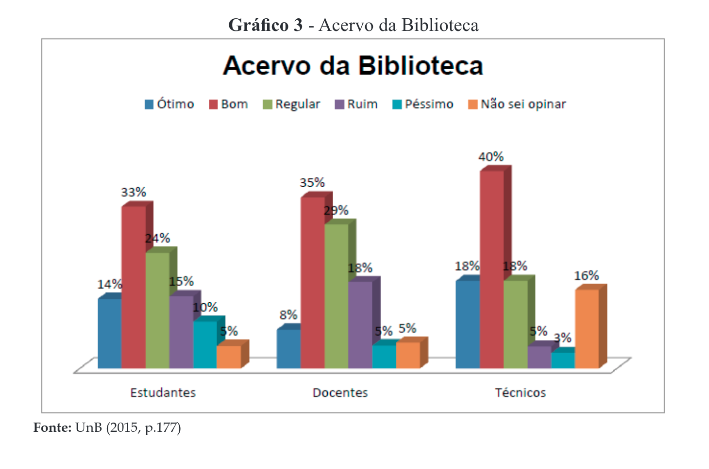 Gráfico 3 - Acervo da Biblioteca
Acervo da Biblioteca
Ótimo Bom Regular Ruim Péssimo Não sei opinar
14% 33% 24% 15% 10% 5%
8% 35% 29% 18% 5% 5%
18% 40% 18% 5% 3% 16%
Estudantes Docentes Técnicos
Fonte: UnB (2015, p.177)